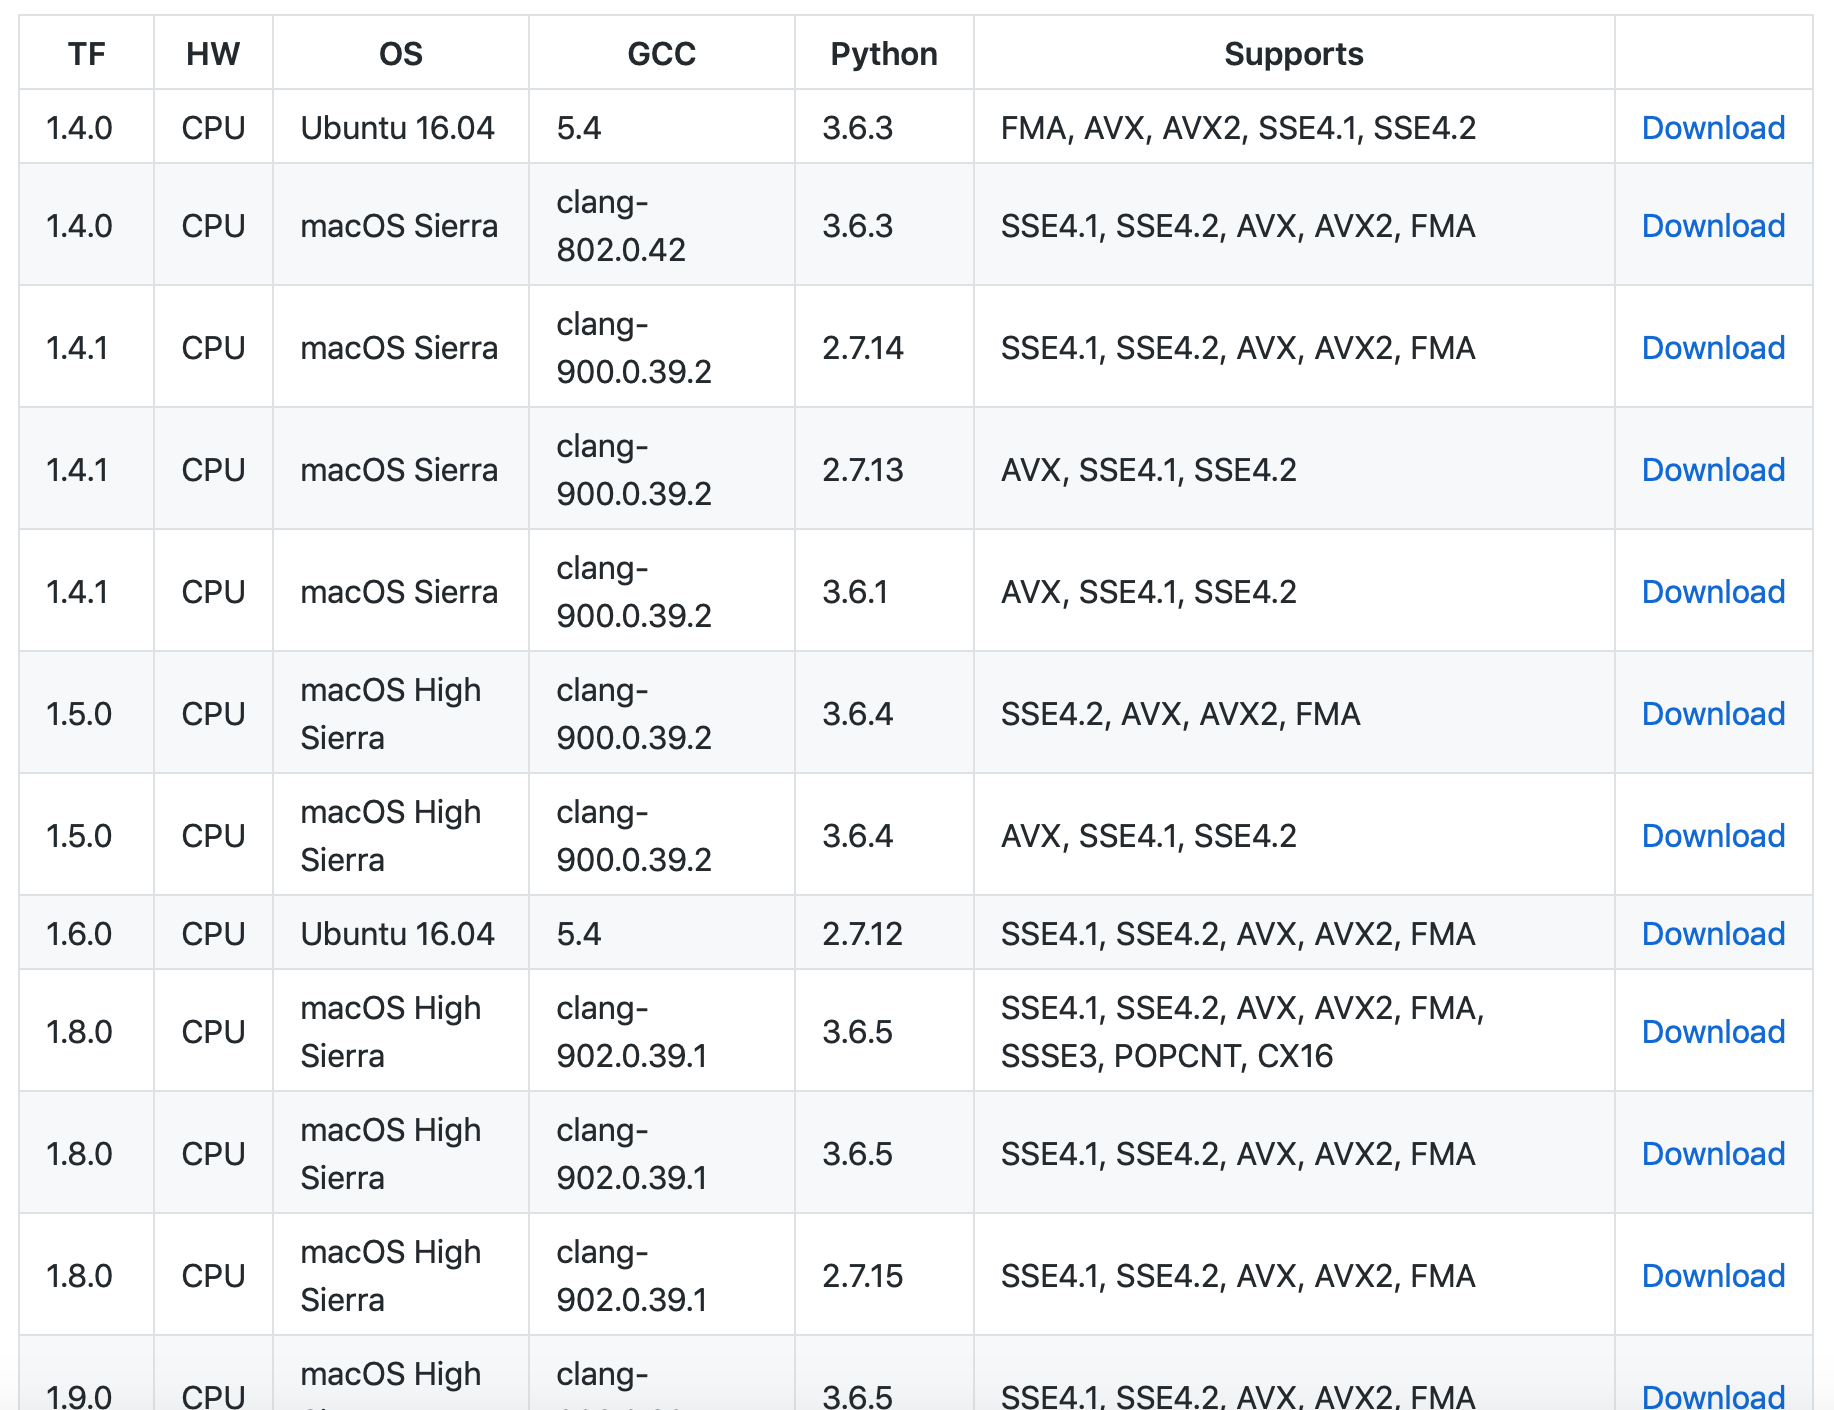 TF HW OS GCC Python Supports
1.4.0 CPU Ubuntu 16.04 5.4 3.6.3 FMA, AVX, AVX2, SSE4.1, SSE4.2 Download
1.4.0 CPU macOS Sierra clang-
802.0.42 3.6.3 SSE4.1, SSE4.2, AVX, AVX2, FMA Download
1.4.1 CPU macOS Sierra clang-
900.0.39.2 2.7.14 SSE4.1, SSE4.2, AVX, AVX2, FMA Download
1.4.1 CPU macOS Sierra clang-
900.0.39.2 2.7.13 AVX, SSE4.1, SSE4.2 Download
1.4.1 CPU macOS Sierra clang-
900.0.39.2 3.6.1 AVX, SSE4.1, SSE4.2 Download
1.5.0 CPU macOS High
Sierra clang-
900.0.39.2 3.6.4 SSE4.2, AVX, AVX2, FMA Download
1.5.0 CPU macOS High
Sierra clang-
900.0.39.2 3.6.4 AVX, SSE4.1, SSE4.2 Download
1.6.0 CPU Ubuntu 16.04 5.4 2.7.12 SSE4.1, SSE4.2, AVX, AVX2, FMA Download
1.8.0 CPU macOS High
Sierra clang-
902.0.39.1 3.6.5 SSE4.1, SSE4.2, AVX, AVX2, FMA,
SSSE3, POPCNT, CX16 Download
1.8.0 CPU macOS High
Sierra clang-
902.0.39.1 3.6.5 SSE4.1, SSE4.2, AVX, AVX2, FMA Download
1.8.0 CPU macOS High
Sierra clang-
902.0.39.1 2.7.15 SSE4.1, SSE4.2, AVX, AVX2, FMA Download
1.9.0 CPU macOS High
clang-
3.6.5 SSE4.1, SSE4.2, AVX, AVX2, FMA Download